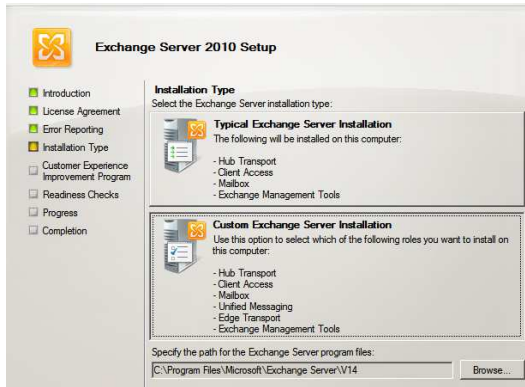 Exchange Server 2010 Setup
Introduction
License Agreement
Error Reporting
Installation Type
Customer Experience
Improvement Program
Readiness Checks
Progress
Completion
Installation Type
Select the Exchange Server installation type:
Typical Exchange Server Installation
The following will be installed on this computer:
- Hub Transport
- Client Access
- Mailbox
- Exchange Management Tools
Custom Exchange Server Installation
Use this option to select which of the following roles you want to install on
this computer:
- Hub Transport
- Client Access
- Mailbox
- Unified Messaging
- Edge Transport
- Exchange Management Tools
Specify the path for the Exchange Server program files:
C:\Program Files\Microsoft\Exchange Server\V14
Browse...